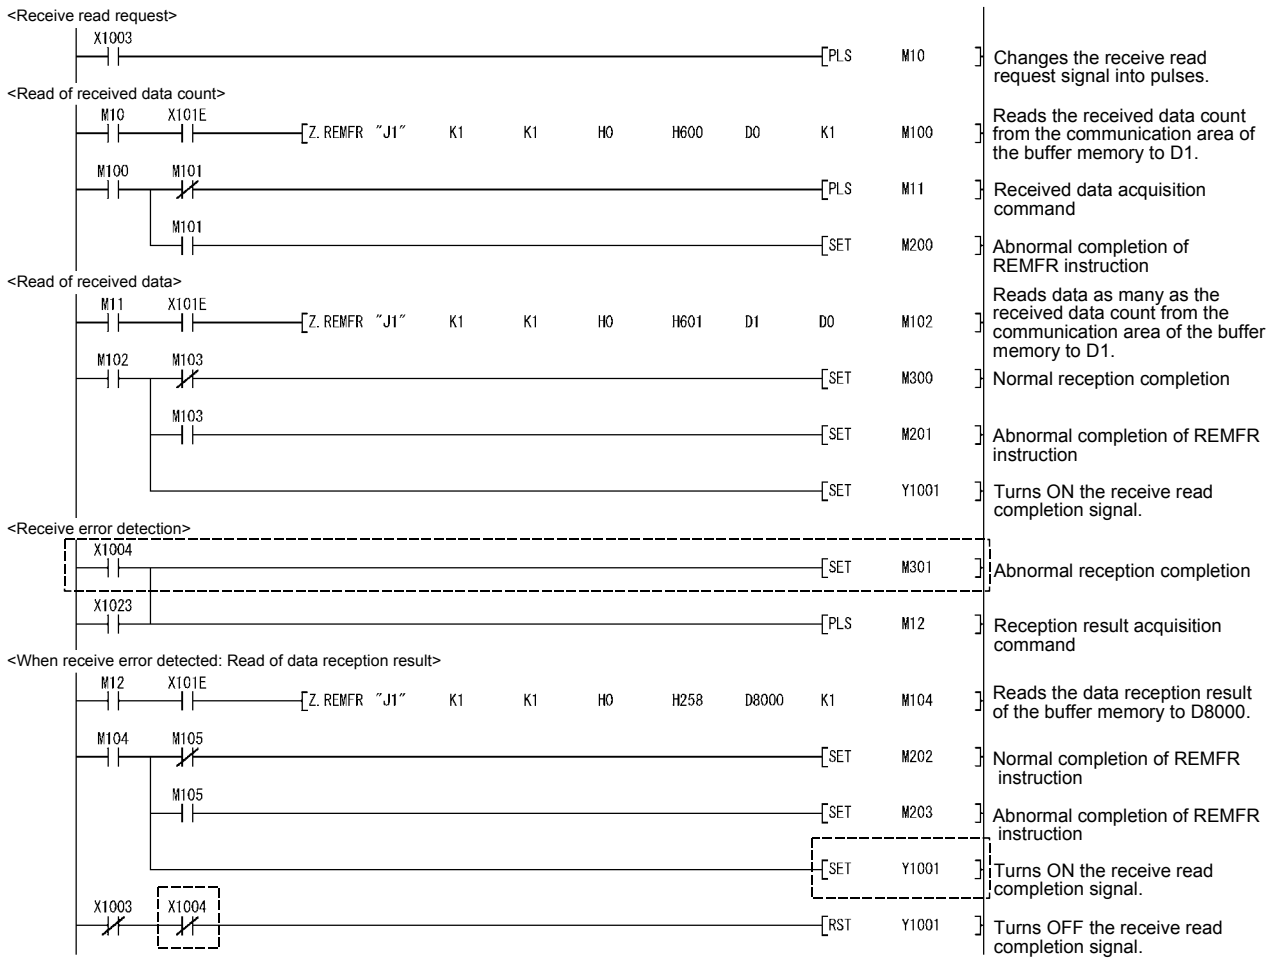 <Receive read request>
X1003
PLS M10
Changes the receive read
request signal into pulses.
<Read of received data count>
M10 X101E
Z.REMFR "J1" K1 K1 H0 H600 D0 K1 M100
Reads the received data count
from the communication area of
the buffer memory to D1.
M100 M101
PLS M11
Received data acquisition
command
M101
SET M200
Abnormal completion of
REMFR instruction
<Read of received data>
M11 X101E
Z.REMFR "J1" K1 K1 H0 H601 D1 D0 M102
Reads data as many as the
received data count from the
communication area of the buffer
memory to D1.
M102 M103
SET M300
Normal reception completion
M103
SET M201
Abnormal completion of REMFR
instruction
SET Y1001
Turns ON the receive read
completion signal.
<Receive error detection>
X1004
SET M301
Abnormal reception completion
X1023
PLS M12
Reception result acquisition
command
<When receive error detected: Read of data reception result>
M12 X101E
Z.REMFR "J1" K1 K1 H0 H258 D8000 K1 M104
Reads the data reception result
of the buffer memory to D8000.
M104 M105
SET M202
Normal completion of REMFR
instruction
M105
SET M203
Abnormal completion of REMFR
instruction
SET Y1001
Turns ON the receive read
completion signal.
X1003 X1004
RST Y1001
Turns OFF the receive read
completion signal.